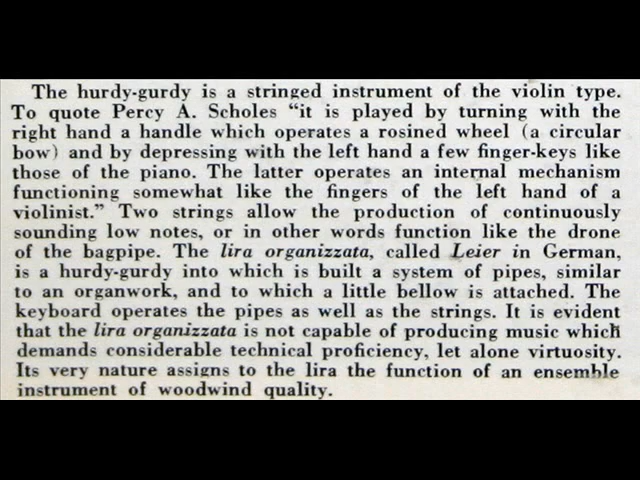 The hurdy-gurdy is a stringed instrument of the violin type.
To quote Percy A. Scholes "it is played by turning with the
right hand a handle which operates a rosined wheel (a circular
bow) and by depressing with the left hand a few finger-keys like
those of the piano. The latter operates an internal mechanism
functioning somewhat like the fingers of the left hand of a
violinist." Two strings allow the production of continuously
sounding low notes, or in other words function like the drone
of the bagpipe. The lira organizzata, called Leier in German,
is a hurdy-gurdy into which is built a system of pipes, similar
to an organwork, and to which a little bellow is attached. The
keyboard operates the pipes as well as the strings. It is evident
that the lira organizzata is not capable of producing music which
demands considerable technical proficiency, let alone virtuosity.
Its very nature assigns to the lira the function of an ensemble
instrument of woodwind quality.